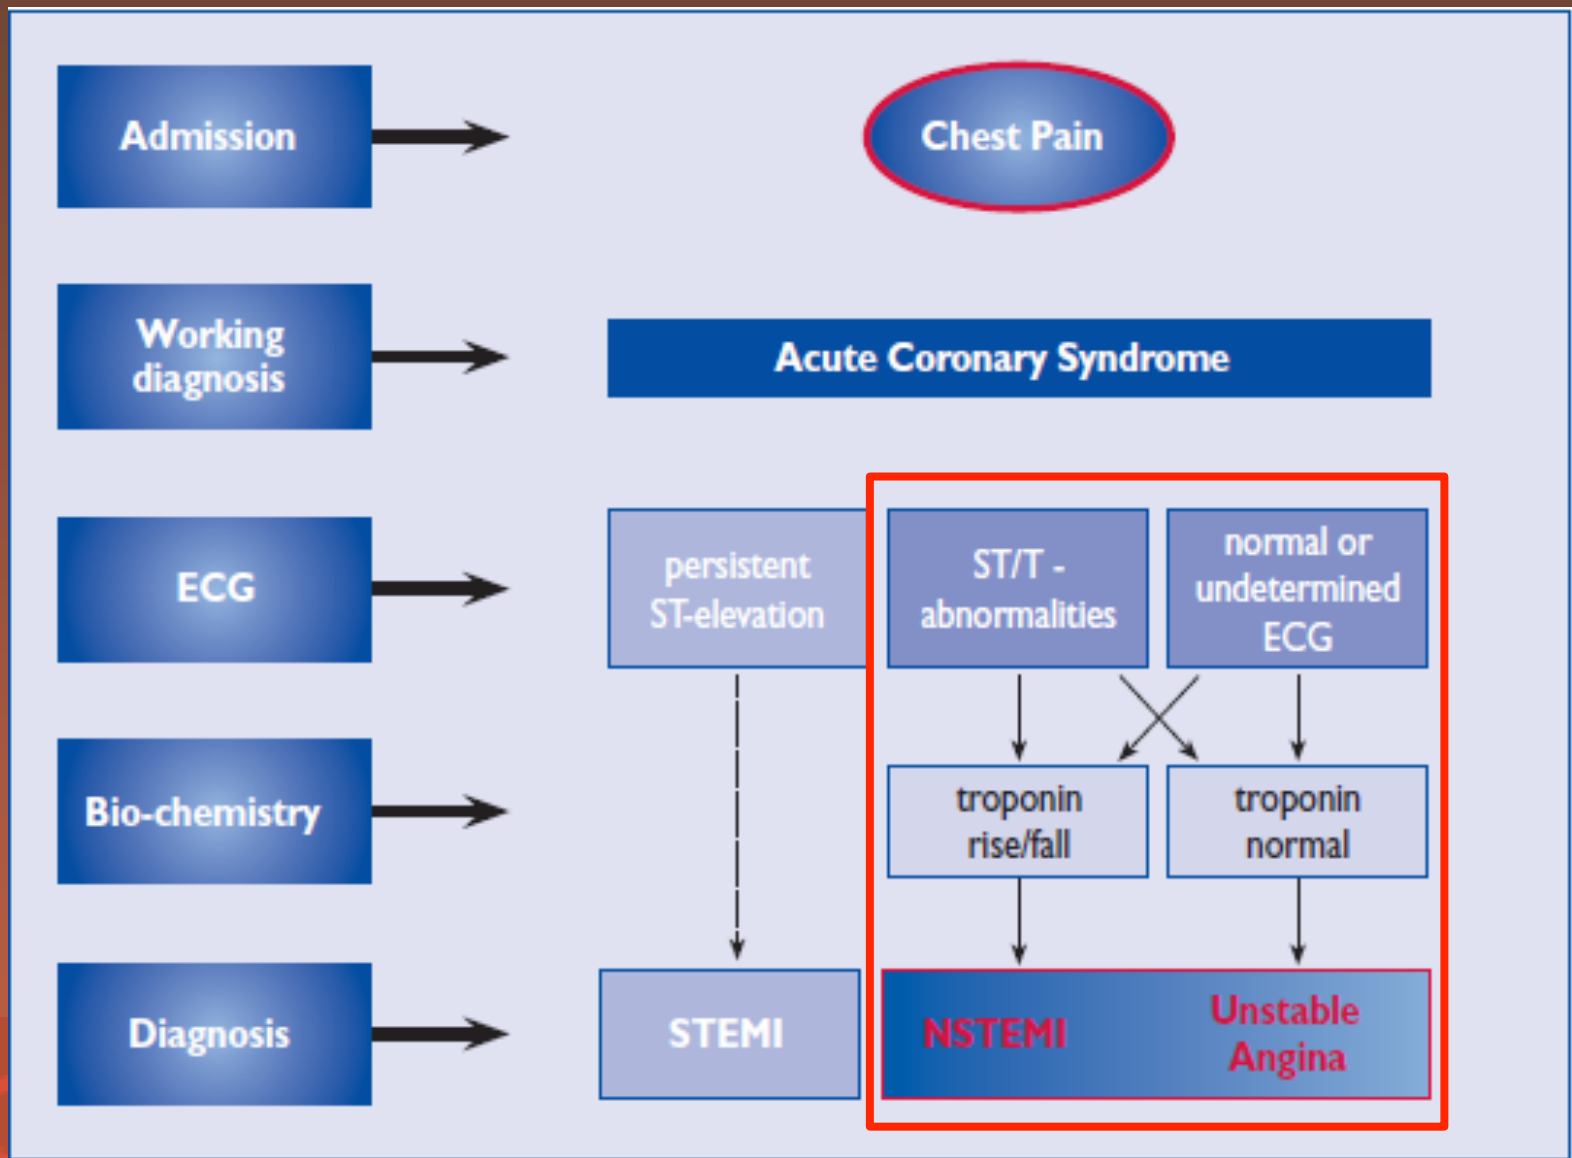 Admission
Chest Pain
Working
diagnosis
Acute Coronary Syndrome
ECG
persistent
ST-elevation
ST/T -
abnormalities
normal or
undetermined
ECG
Bio-chemistry
troponin
rise/fall
troponin
normal
Diagnosis
STEMI
NSTEMI
Unstable
Angina